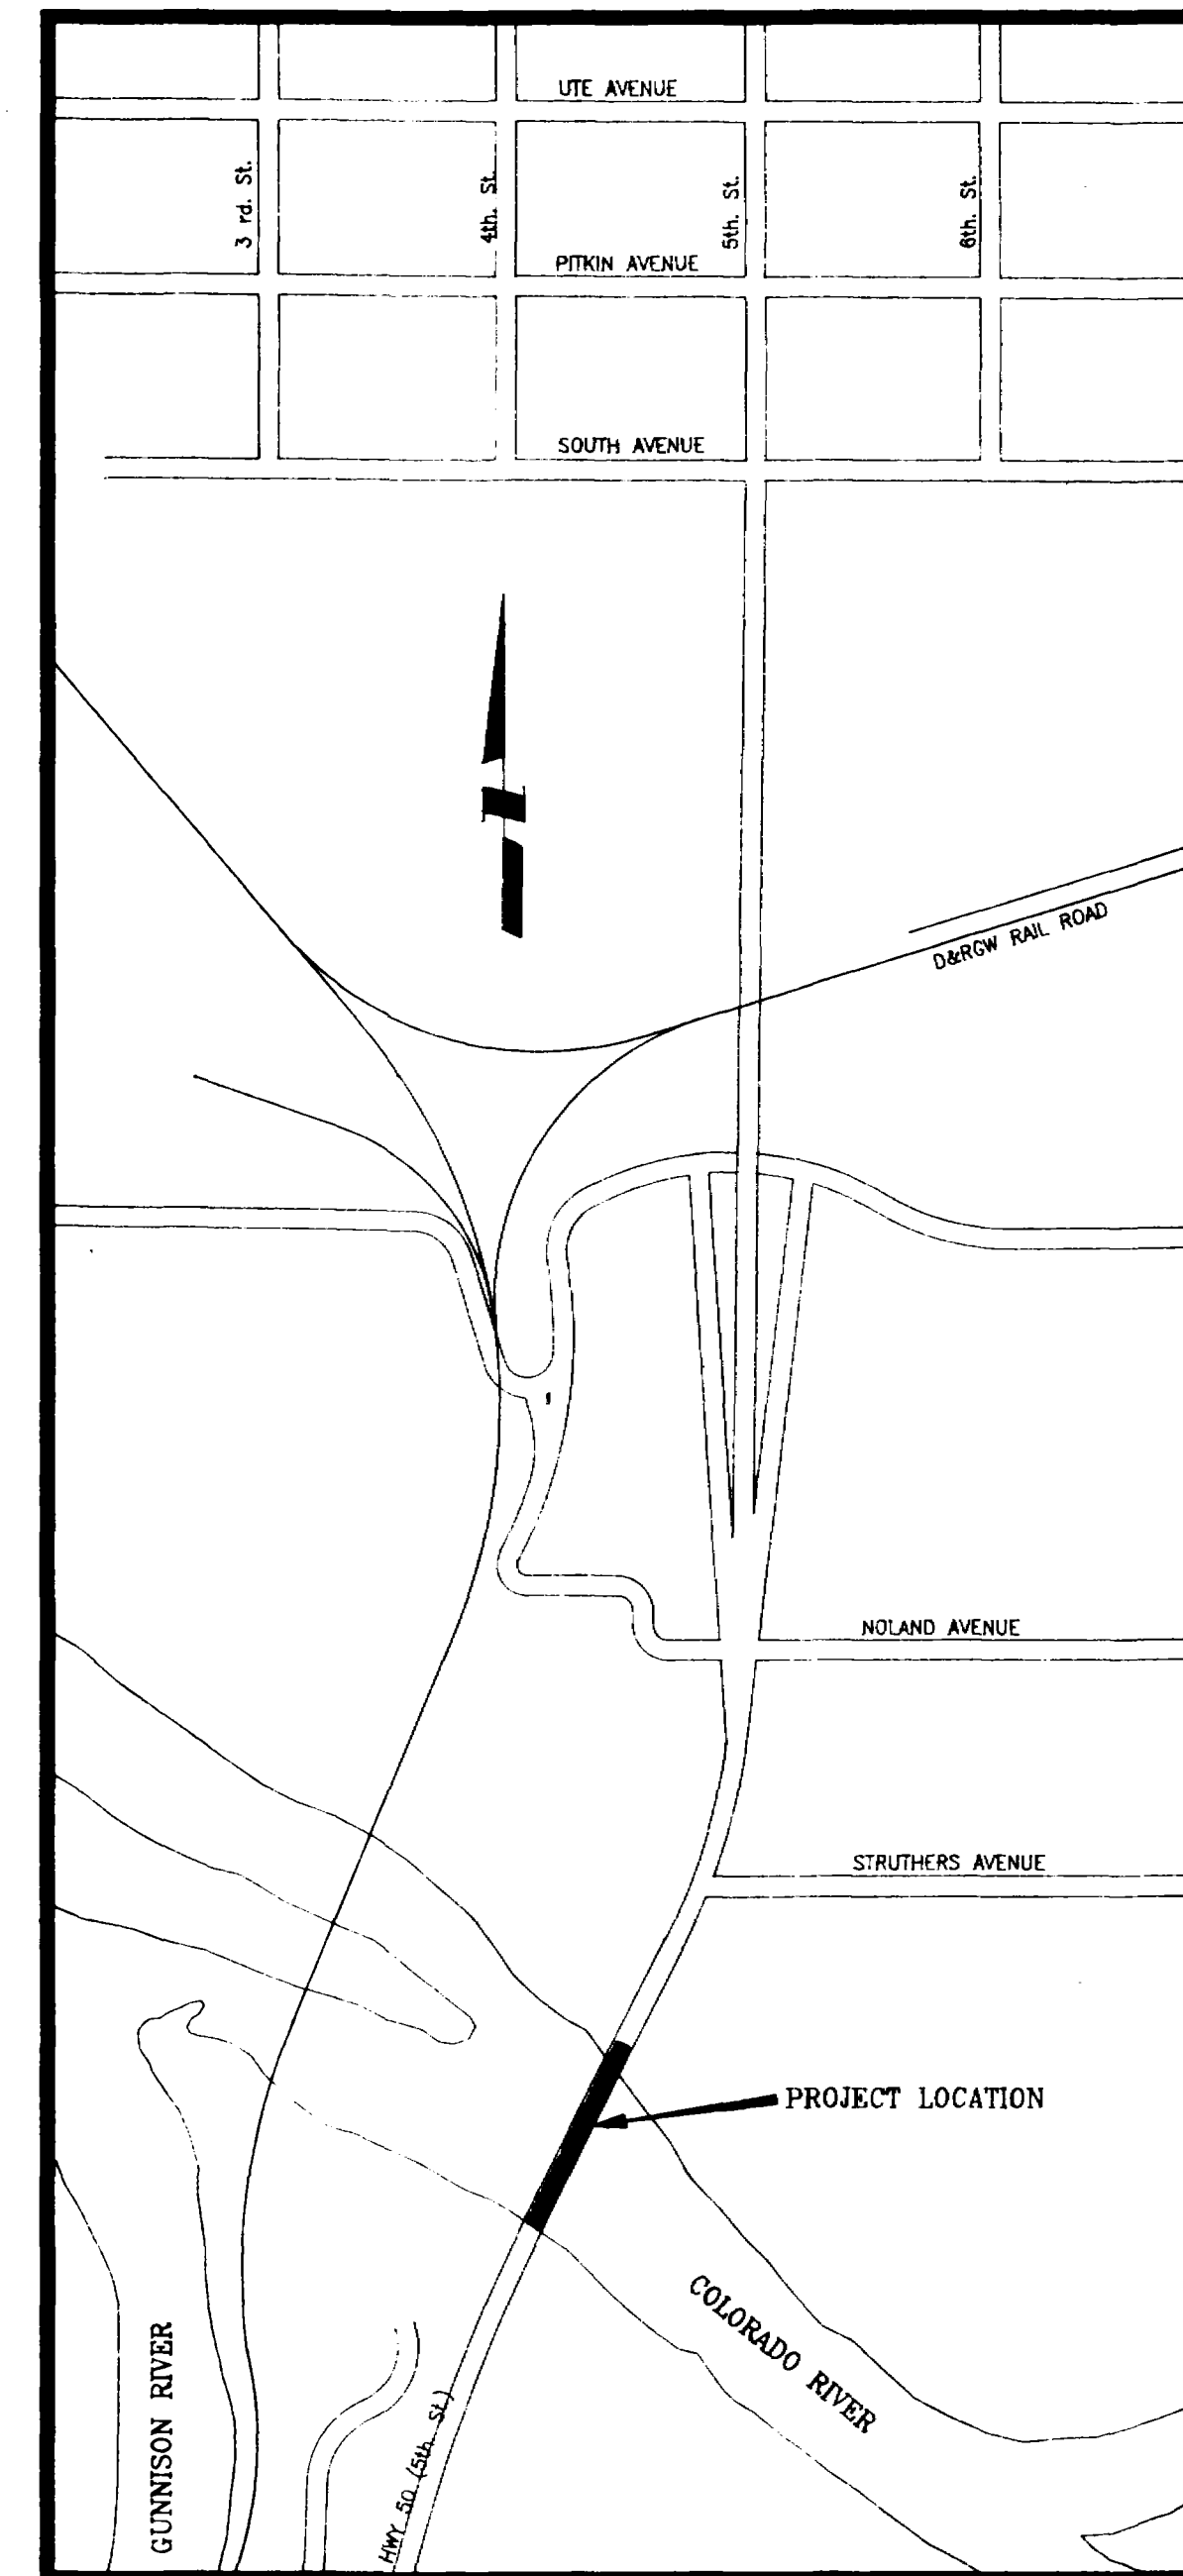 UTE AVENUE
3 rd. St.
4th. St.
5th. St.
6th. St.
PITKIN AVENUE
SOUTH AVENUE
D&RGW RAIL ROAD
NOLAND AVENUE
STRUTHERS AVENUE
PROJECT LOCATION
COLORADO RIVER
GUNNISON RIVER
HWY 50 (5th. St.)